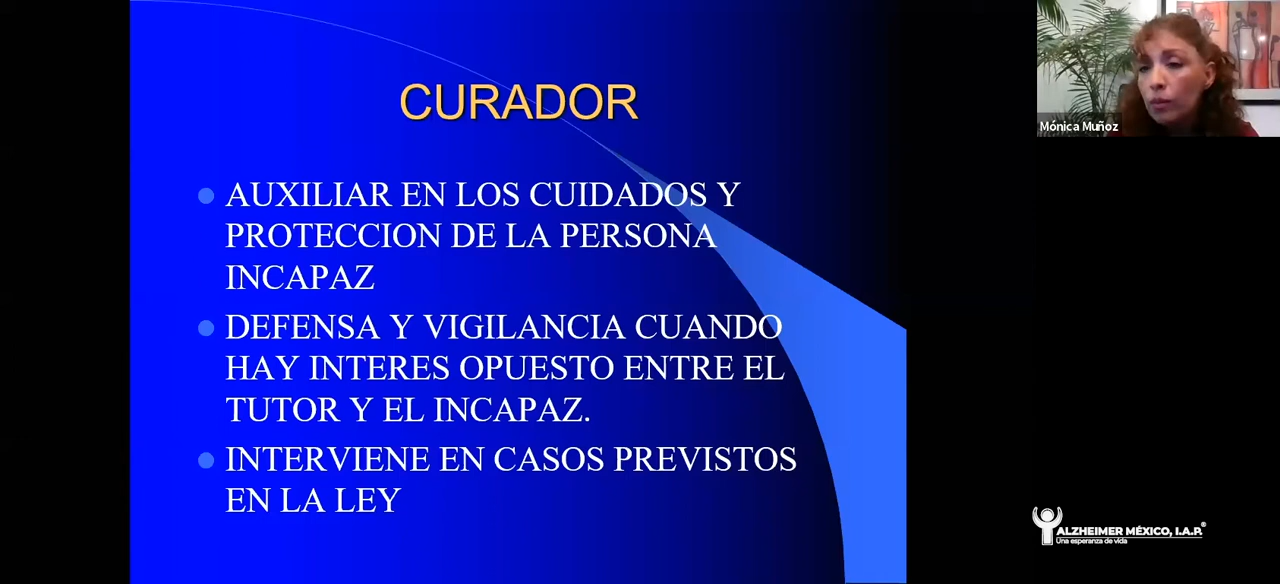 CURADOR
AUXILIAR EN LOS CUIDADOS Y
PROTECCION DE LA PERSONA
INCAPAZ
DEFENSA Y VIGILANCIA CUANDO
HAY INTERES OPUESTO ENTRE EL
TUTOR Y EL INCAPAZ.
INTERVIENE EN CASOS PREVISTOS
EN LA LEY
Mónica Muñoz
ALZHEIMER MÉXICO, I.A.P.®
Una esperanza de vida